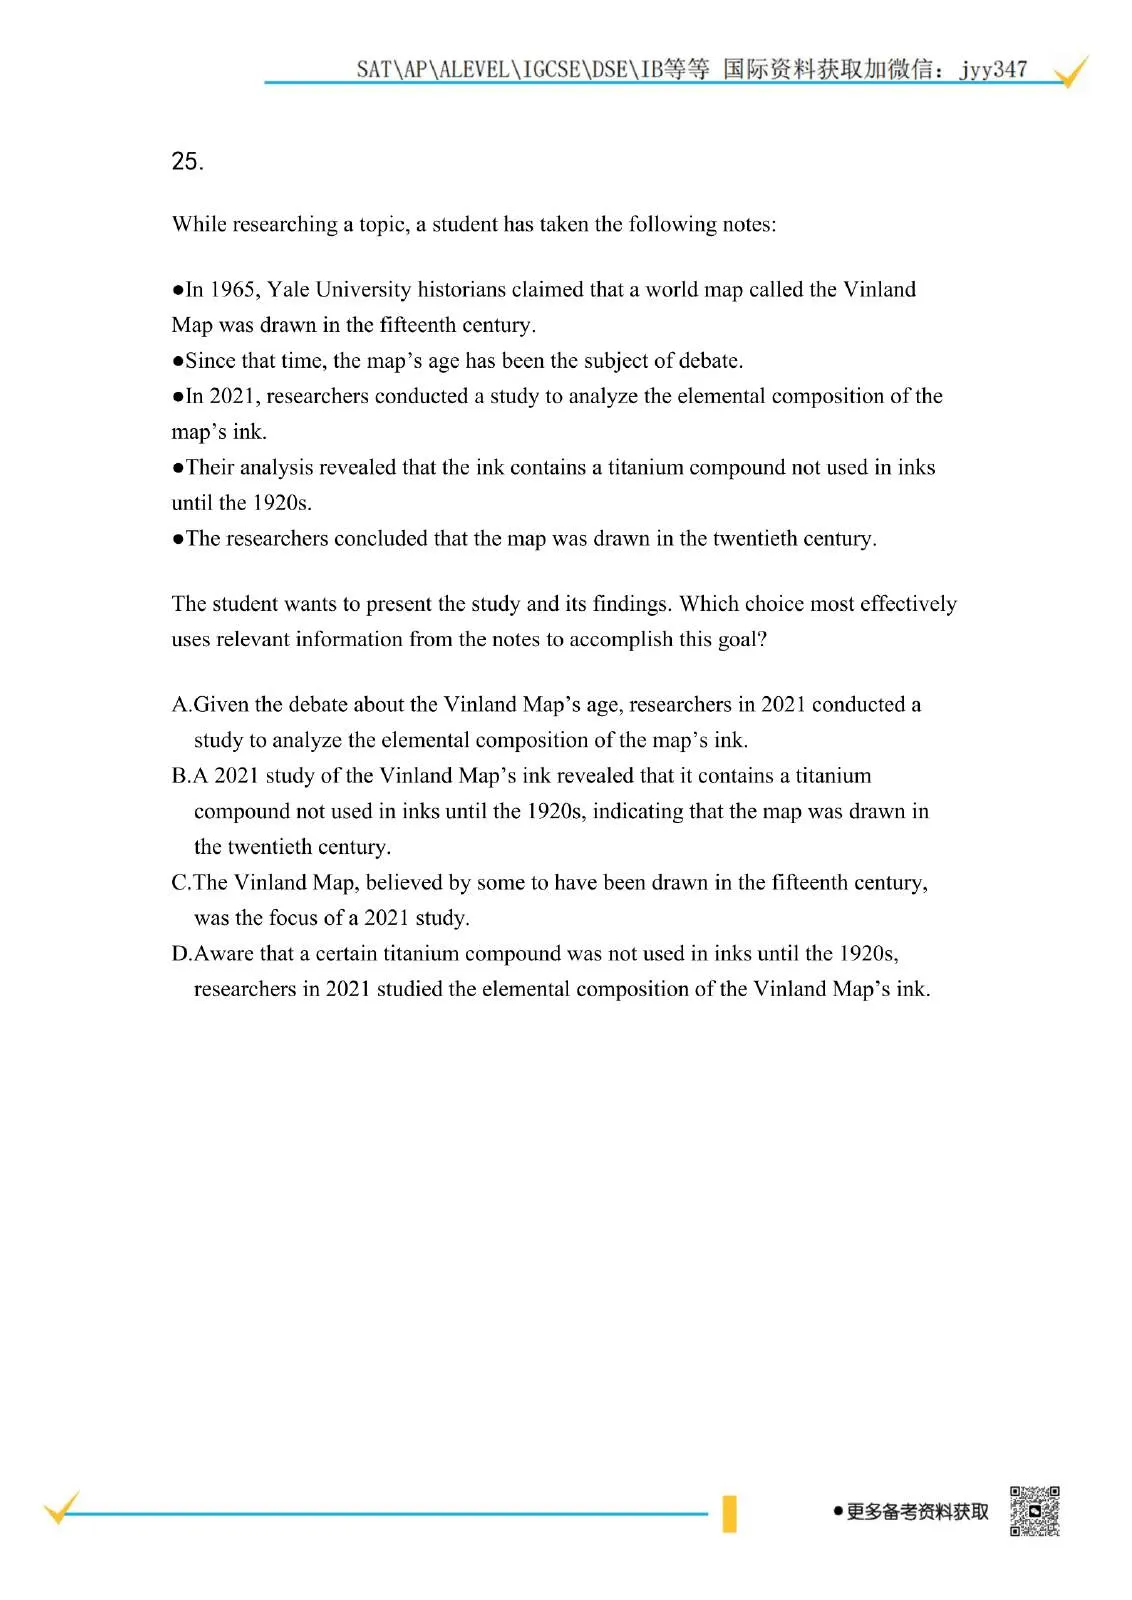 SAT\AP\ALEVEL\IGCSE\DSE\IB等等 国际资料获取加微信：jyy347
25.
While researching a topic, a student has taken the following notes:
●In 1965, Yale University historians claimed that a world map called the Vinland
Map was drawn in the fifteenth century.
●Since that time, the map’s age has been the subject of debate.
●In 2021, researchers conducted a study to analyze the elemental composition of the
map’s ink.
●Their analysis revealed that the ink contains a titanium compound not used in inks
until the 1920s.
●The researchers concluded that the map was drawn in the twentieth century.
The student wants to present the study and its findings. Which choice most effectively
uses relevant information from the notes to accomplish this goal?
A.Given the debate about the Vinland Map’s age, researchers in 2021 conducted a
study to analyze the elemental composition of the map’s ink.
B.A 2021 study of the Vinland Map’s ink revealed that it contains a titanium
compound not used in inks until the 1920s, indicating that the map was drawn in
the twentieth century.
C.The Vinland Map, believed by some to have been drawn in the fifteenth century,
was the focus of a 2021 study.
D.Aware that a certain titanium compound was not used in inks until the 1920s,
researchers in 2021 studied the elemental composition of the Vinland Map’s ink.
●更多备考资料获取